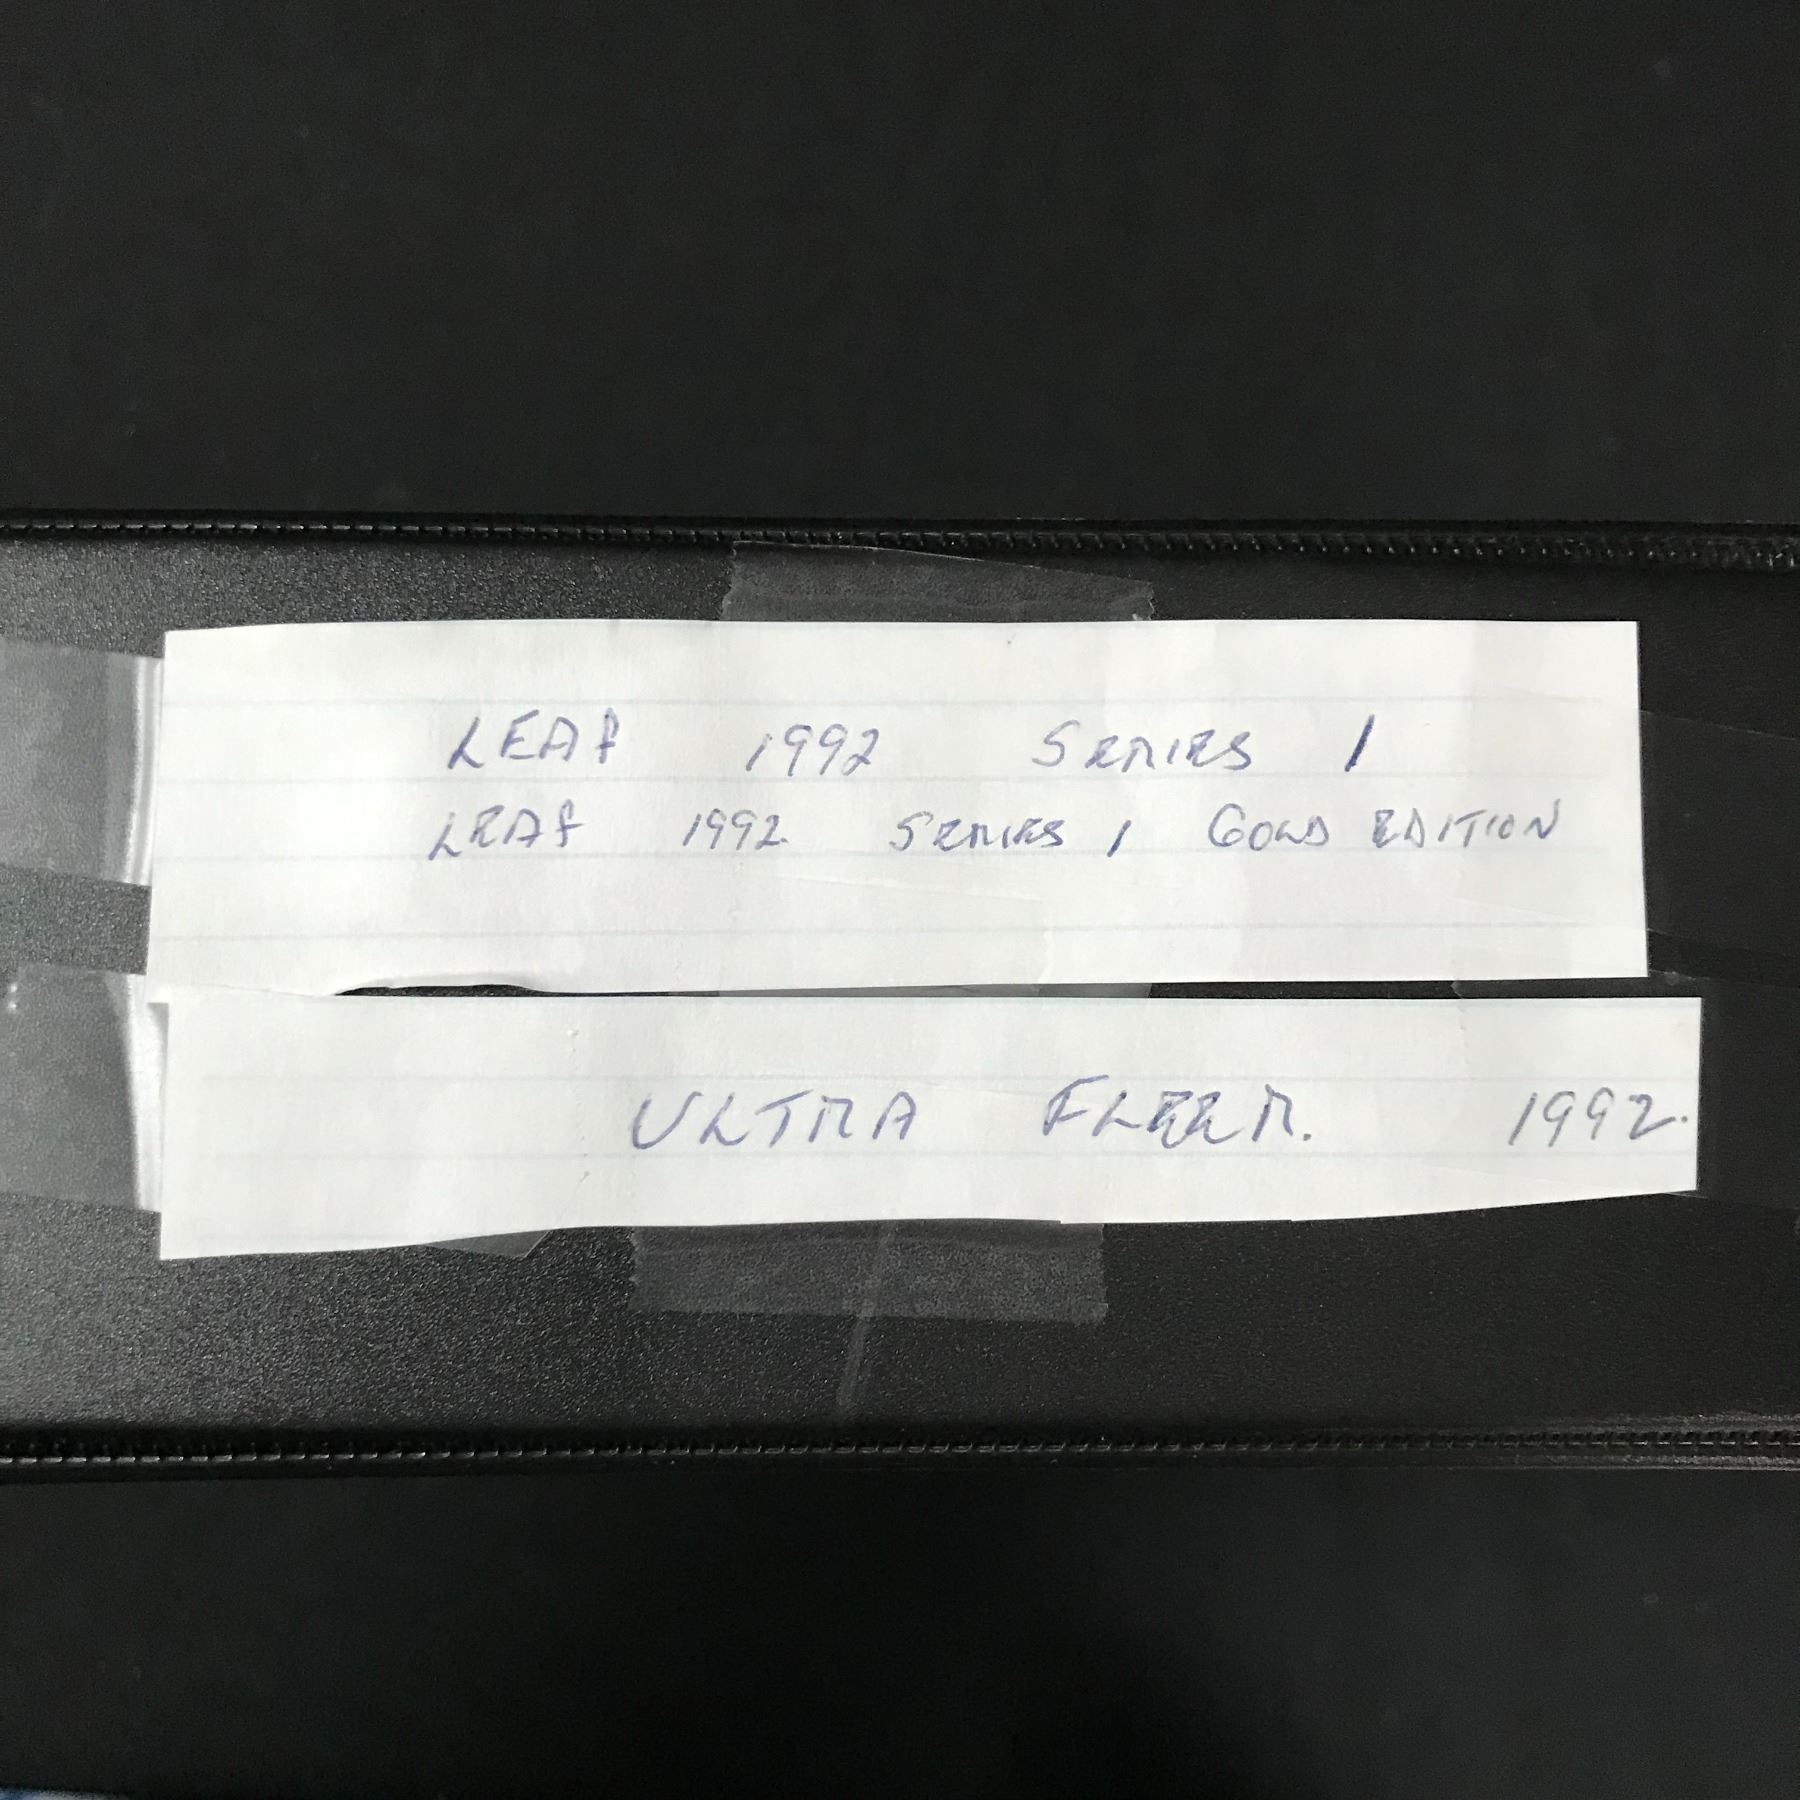 LEAF 1992 SERIES 1
LEAF 1992 SERIES 1 GOLD EDITION
ULTRA FLEER. 1992.